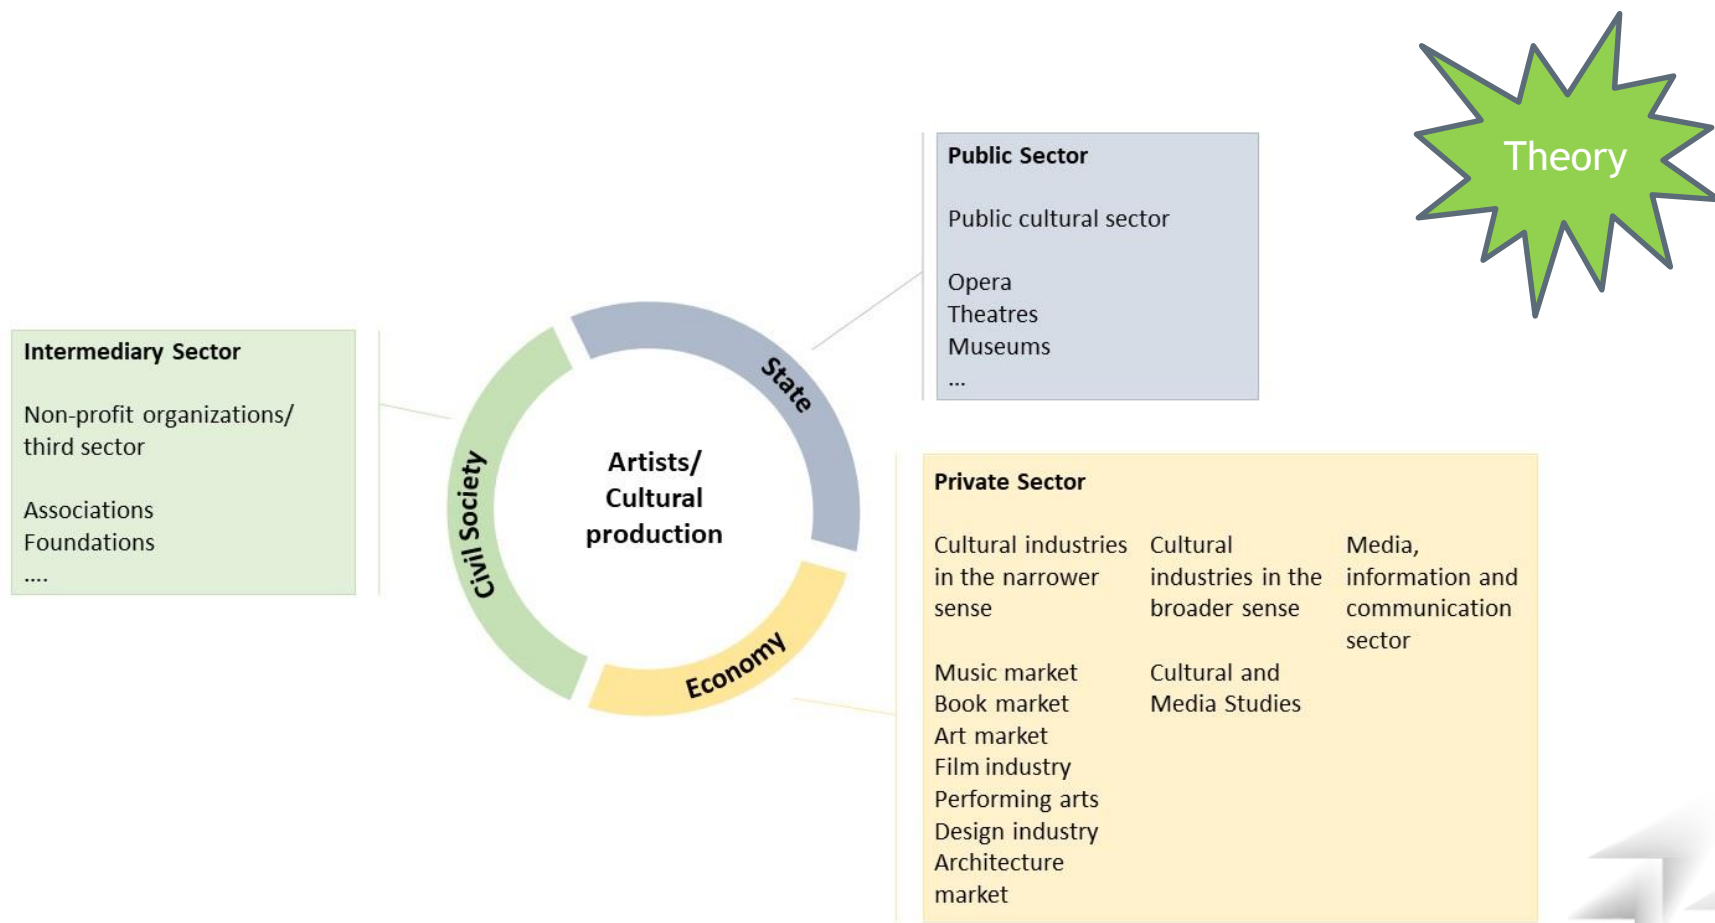 Theory
Public Sector
Public cultural sector
Opera
Theatres
Museums
...
Intermediary Sector
Non-profit organizations/
third sector
Associations
Foundations
....
State
Civil Society
Economy
Artists/
Cultural
production
Private Sector
Cultural industries
in the narrower
sense
Music market
Book market
Art market
Film industry
Performing arts
Design industry
Architecture
market
Cultural
industries in the
broader sense
Cultural and
Media Studies
Media,
information and
communication
sector